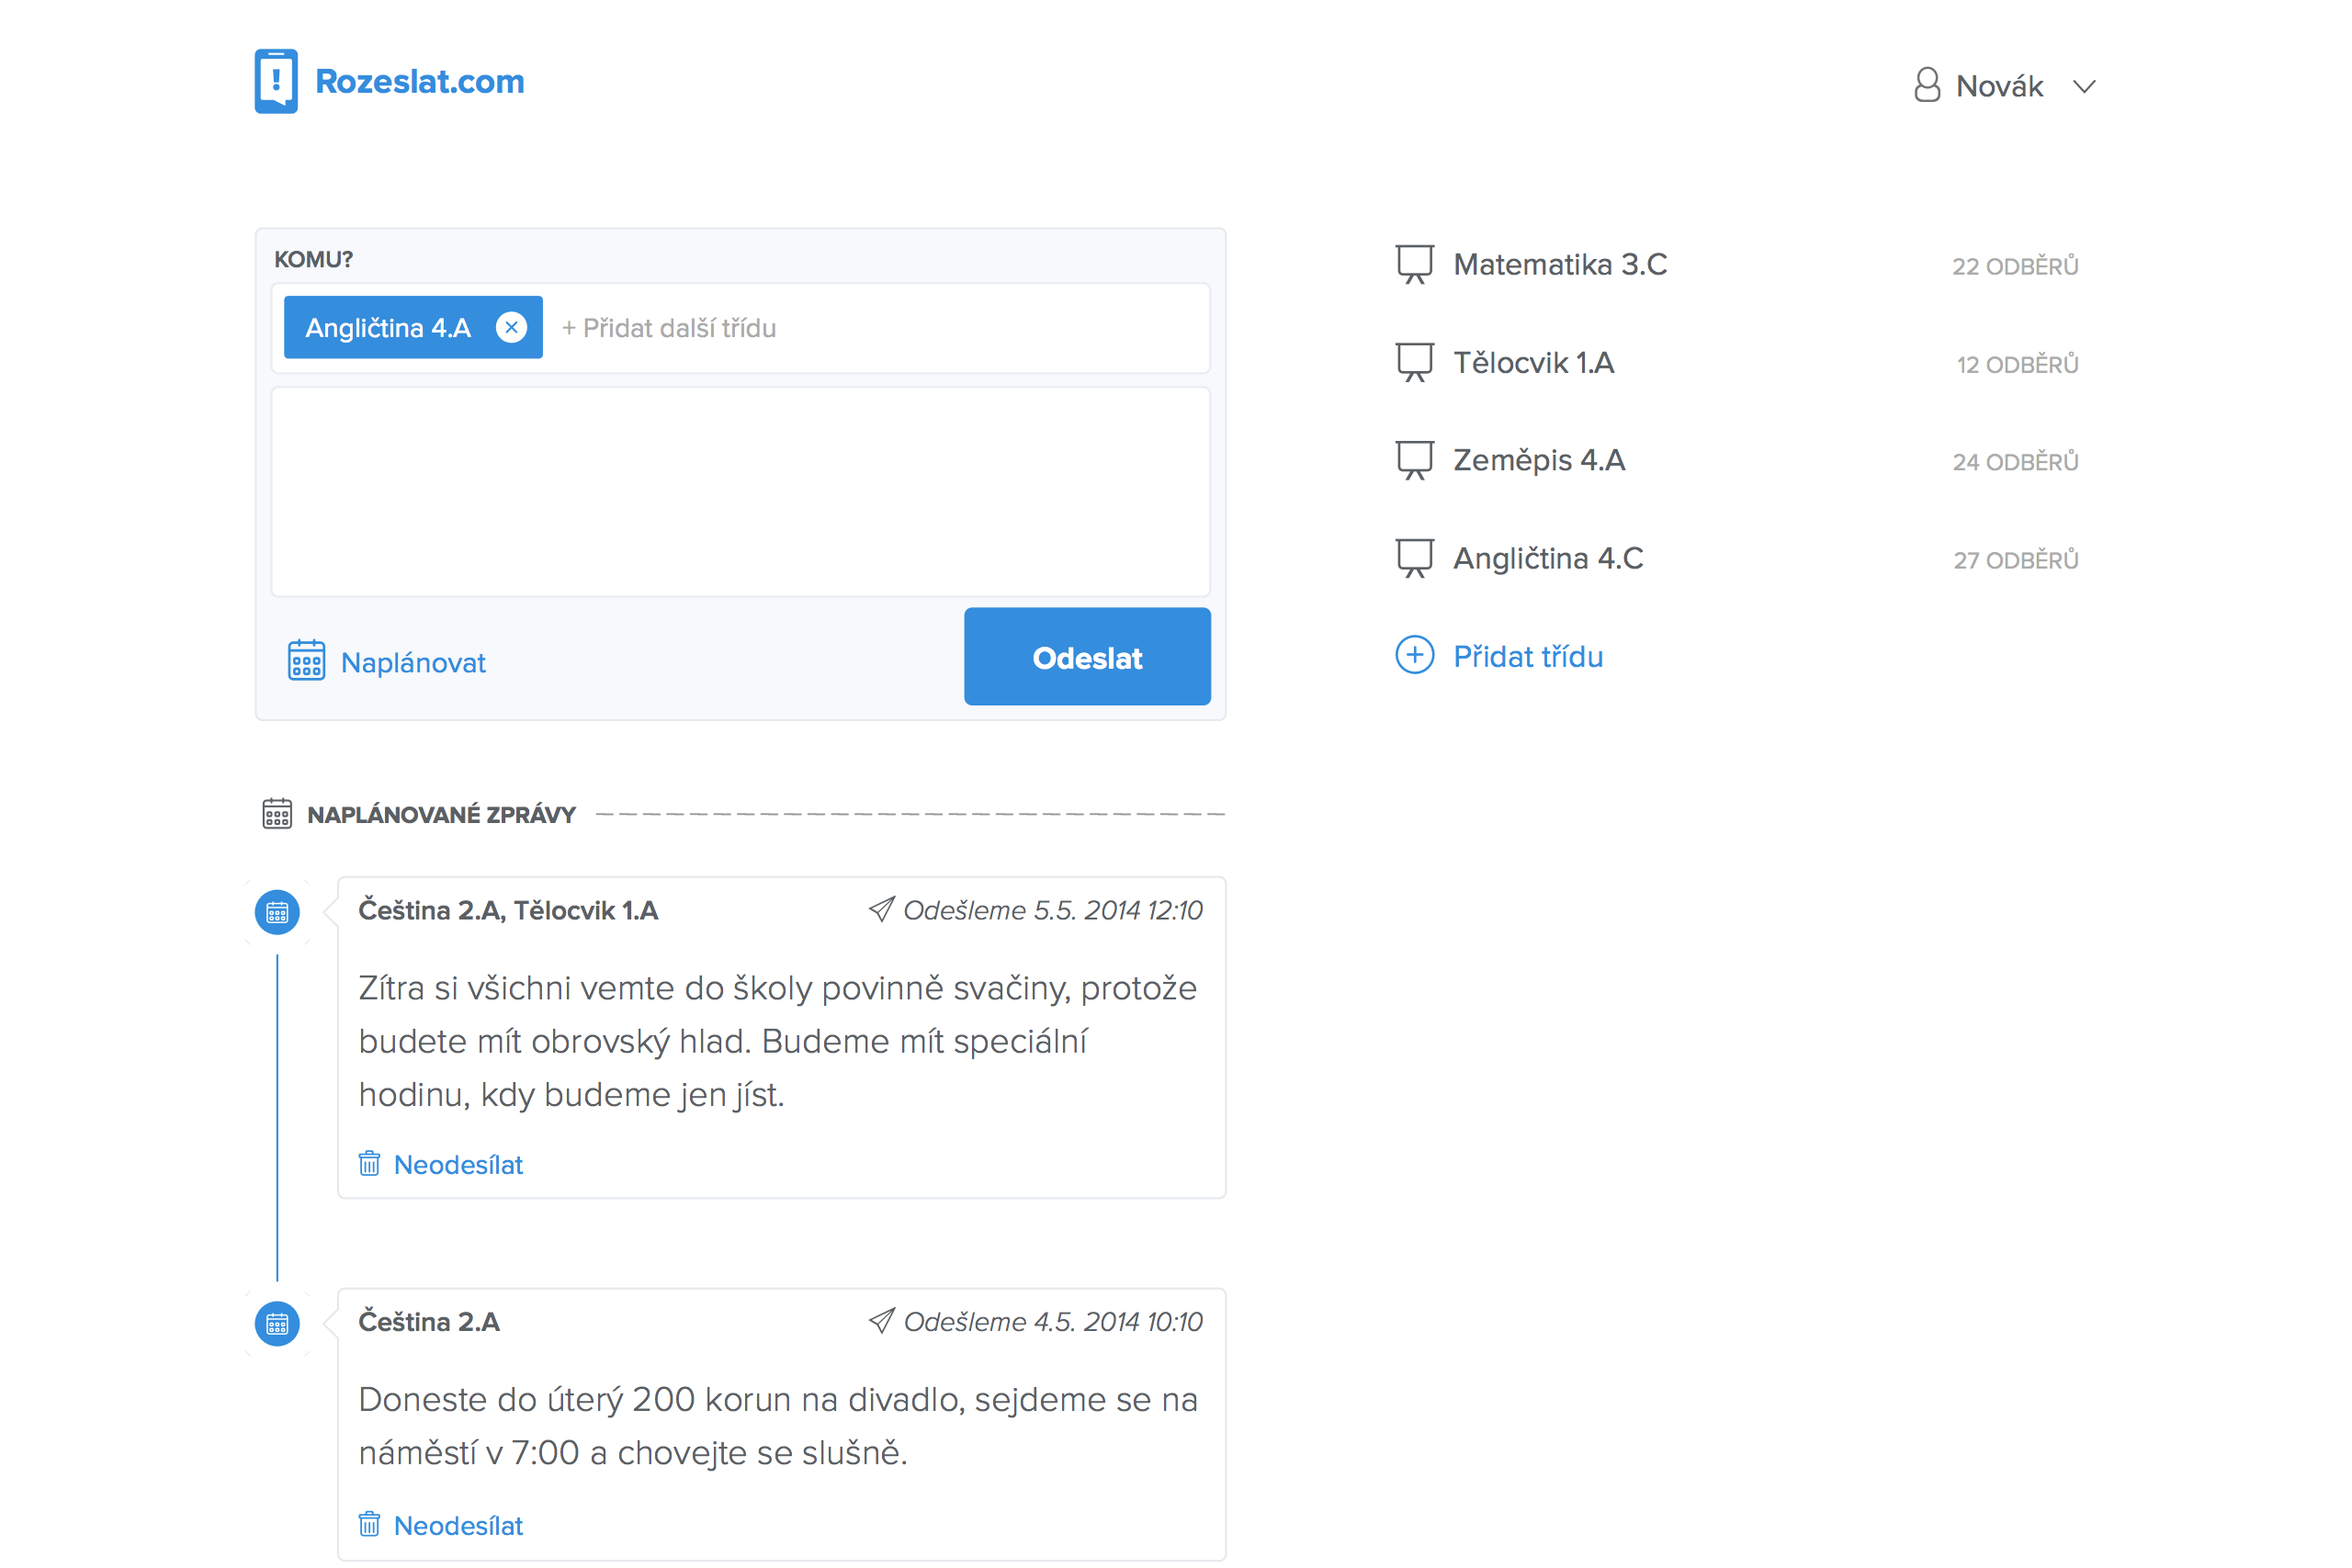 Rozeslat.com
Novák
KOMU?
Angličtina 4.A
+ Přidat další třídu
Naplánovat
Odeslat
Matematika 3.C
22 ODBĚRŮ
Tělocvik 1.A
12 ODBĚRŮ
Zeměpis 4.A
24 ODBĚRŮ
Angličtina 4.C
27 ODBĚRŮ
Přidat třídu
NAPLÁNOVANÉ ZPRÁVY
Čeština 2.A, Tělocvik 1.A
Odešleme 5.5. 2014 12:10
Zítra si všichni vemte do školy povinně svačiny, protože
budete mít obrovský hlad. Budeme mít speciální
hodinu, kdy budeme jen jíst.
Neodesílat
Čeština 2.A
Odešleme 4.5. 2014 10:10
Doneste do úterý 200 korun na divadlo, sejdeme se na
náměstí v 7:00 a chovejte se slušně.
Neodesílat